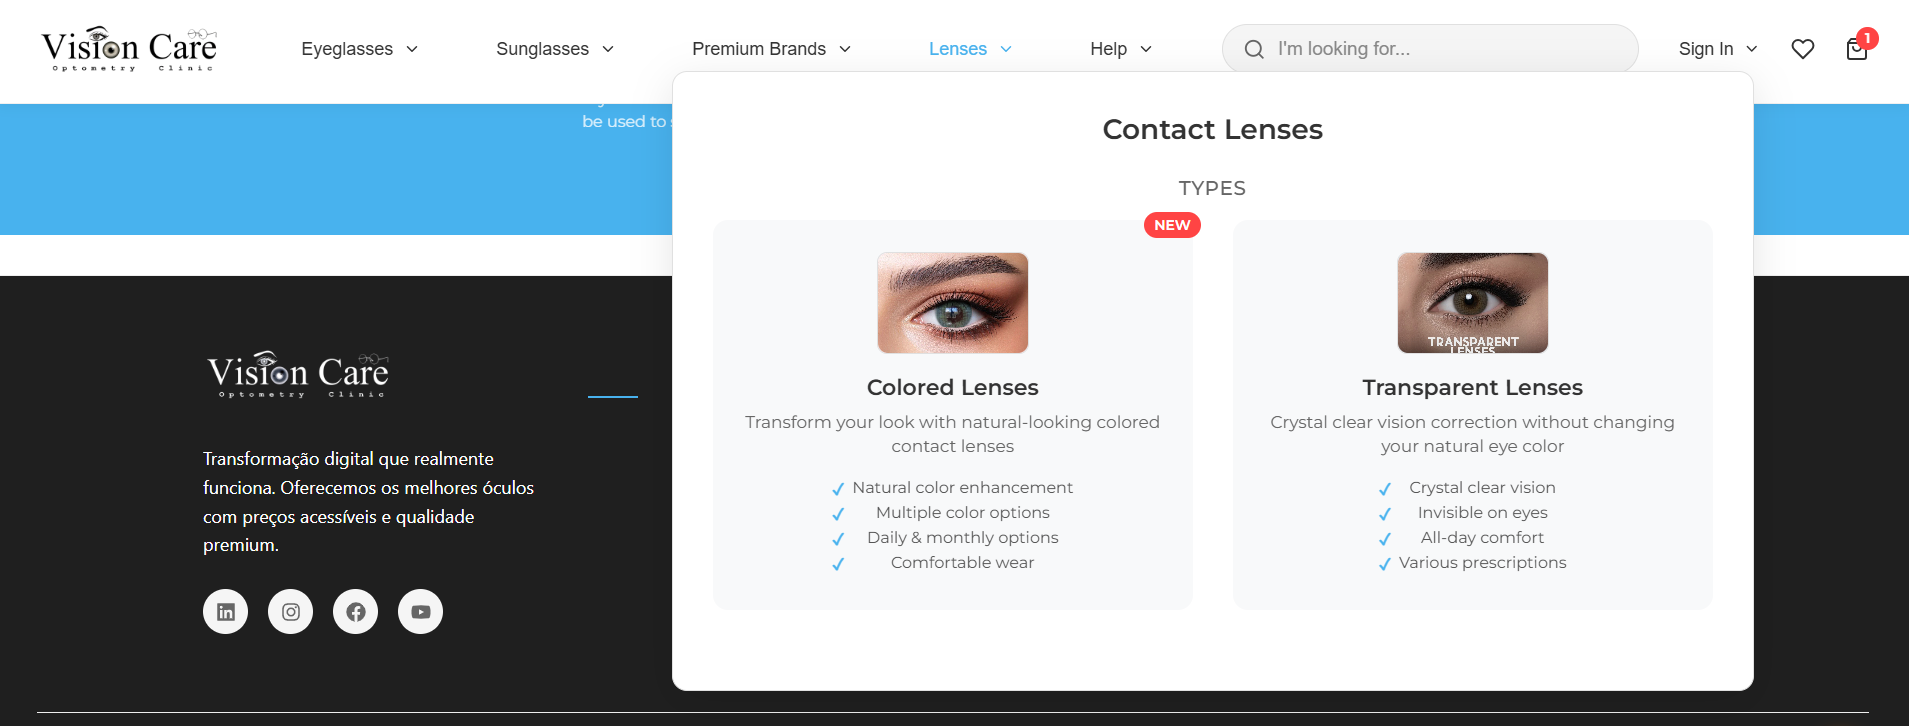 Vision Care
Optometry Clinic
Eyeglasses
Sunglasses
Premium Brands
Lenses
Help
I'm looking for...
Sign In
1
be used to
Contact Lenses
TYPES
NEW
Colored Lenses
Transform your look with natural-looking colored
contact lenses
Natural color enhancement
Multiple color options
Daily & monthly options
Comfortable wear
TRANSPARENT
LENSES
Transparent Lenses
Crystal clear vision correction without changing
your natural eye color
Crystal clear vision
Invisible on eyes
All-day comfort
Various prescriptions
Vision Care
Optometry Clinic
Transformação digital que realmente
funciona. Oferecemos os melhores óculos
com preços acessíveis e qualidade
premium.
in